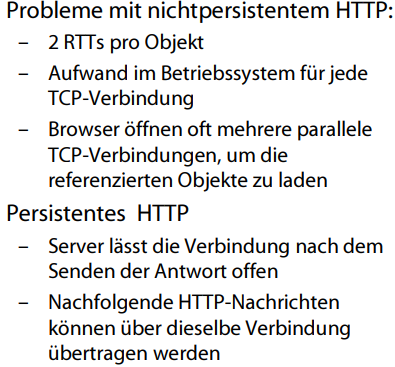 Probleme mit nichtpersistentem HTTP:
– 2 RTTs pro Objekt
– Aufwand im Betriebssystem für jede
TCP-Verbindung
– Browser öffnen oft mehrere parallele
TCP-Verbindungen, um die
referenzierten Objekte zu laden
Persistentes HTTP
– Server lässt die Verbindung nach dem
Senden der Antwort offen
– Nachfolgende HTTP-Nachrichten
können über dieselbe Verbindung
übertragen werden